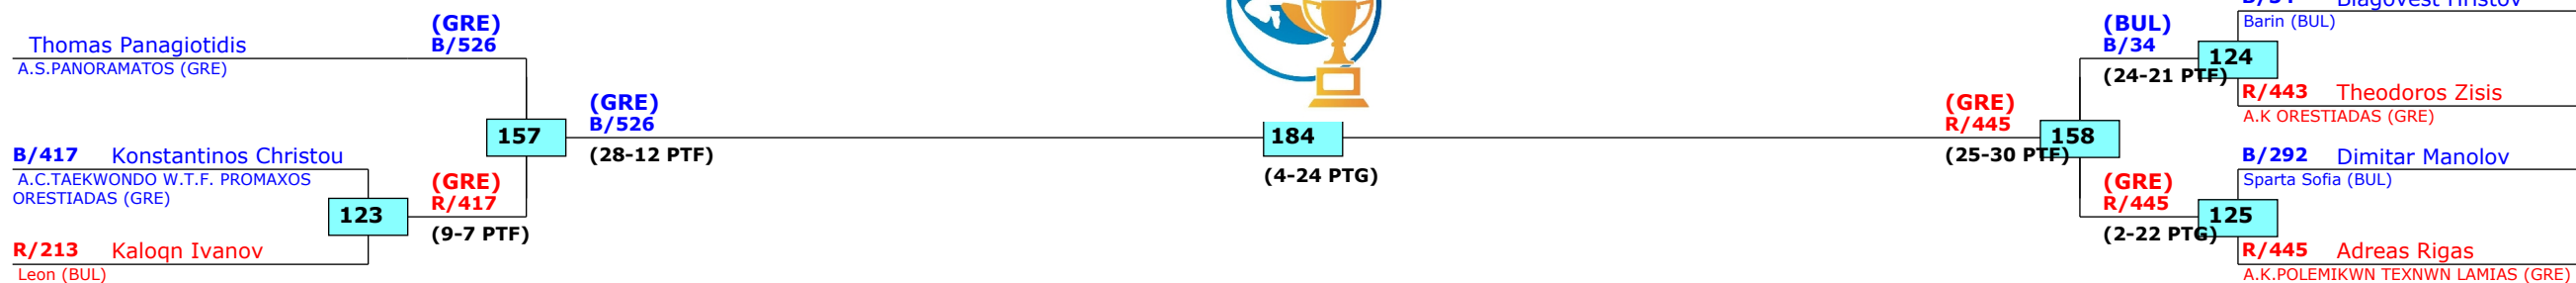 (GRE)
B/526
Thomas Panagiotidis
A.S.PANORAMATOS (GRE)
B/417 Konstantinos Christou
A.C.TAEKWONDO W.T.F. PROMAXOS
ORESTIADAS (GRE)
R/213 Kaloqn Ivanov
Leon (BUL)
123
(GRE)
R/417
(9-7 PTF)
157
(GRE)
B/526
(28-12 PTF)
184
(4-24 PTG)
(GRE)
R/445
(25-30 PTF)
158
(BUL)
B/34
(24-21 PTF)
124
(GRE)
R/445
(2-22 PTG)
125
B/34 Blagovest Hristov
Barin (BUL)
R/443 Theodoros Zisis
A.K ORESTIADAS (GRE)
B/292 Dimitar Manolov
Sparta Sofia (BUL)
R/445 Adreas Rigas
A.K.POLEMIKWN TEXNWN LAMIAS (GRE)